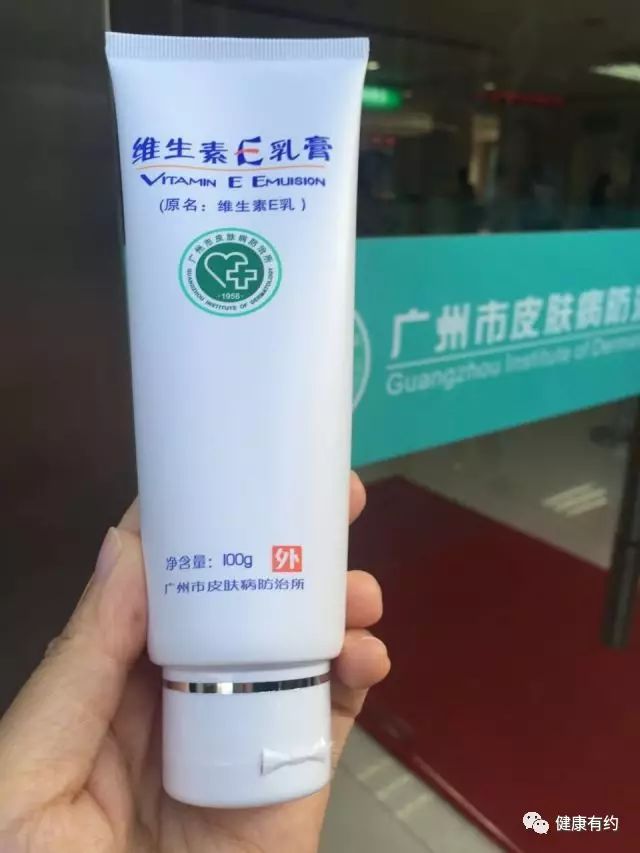 维生素E乳膏
VITAMIN E EMUlSION
(原名：维生素E乳)
广州市皮肤病防治所
·1958·
GUANGZHOU INSTITUTE OF DERMATOLOGY
净含量：100g 外
广州市皮肤病防治所
广州市皮肤病防
Guangzhou Institute of Derma
健康有约